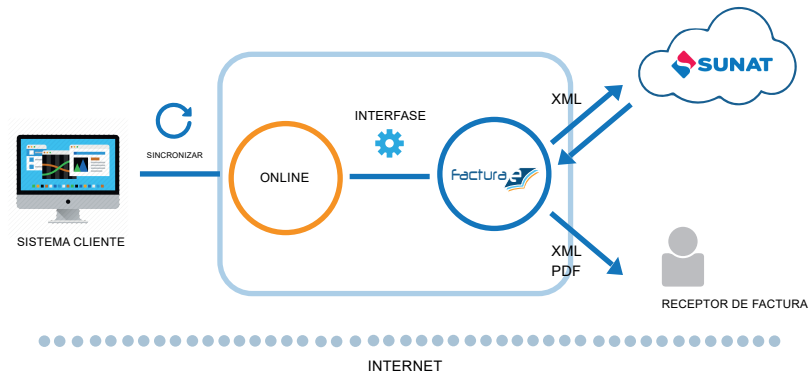 SUNAT
XML
INTERFASE
SINCRONIZAR
ONLINE
Factura e
SISTEMA CLIENTE
XML
PDF
RECEPTOR DE FACTURA
INTERNET